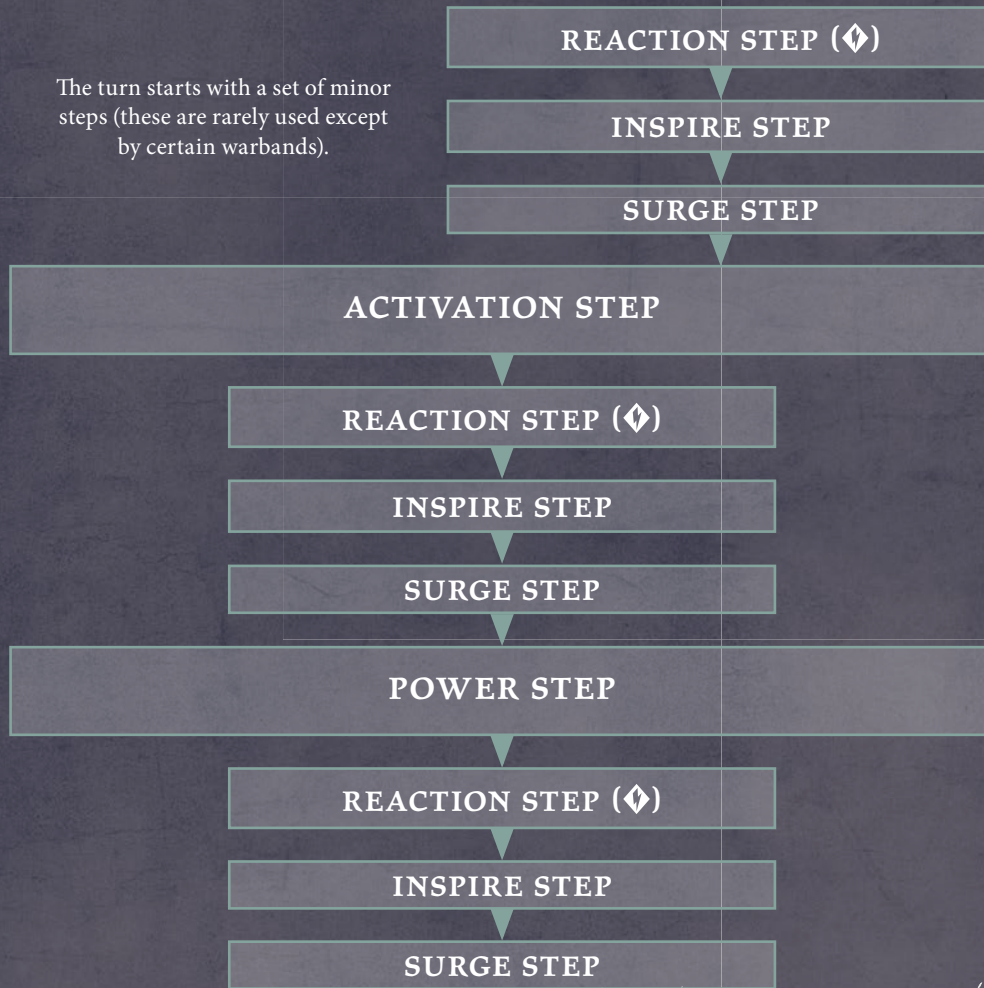 REACTION STEP ()
The turn starts with a set of minor
steps (these are rarely used except
by certain warbands).
INSPIRE STEP
SURGE STEP
ACTIVATION STEP
REACTION STEP ()
INSPIRE STEP
SURGE STEP
POWER STEP
REACTION STEP ()
INSPIRE STEP
SURGE STEP